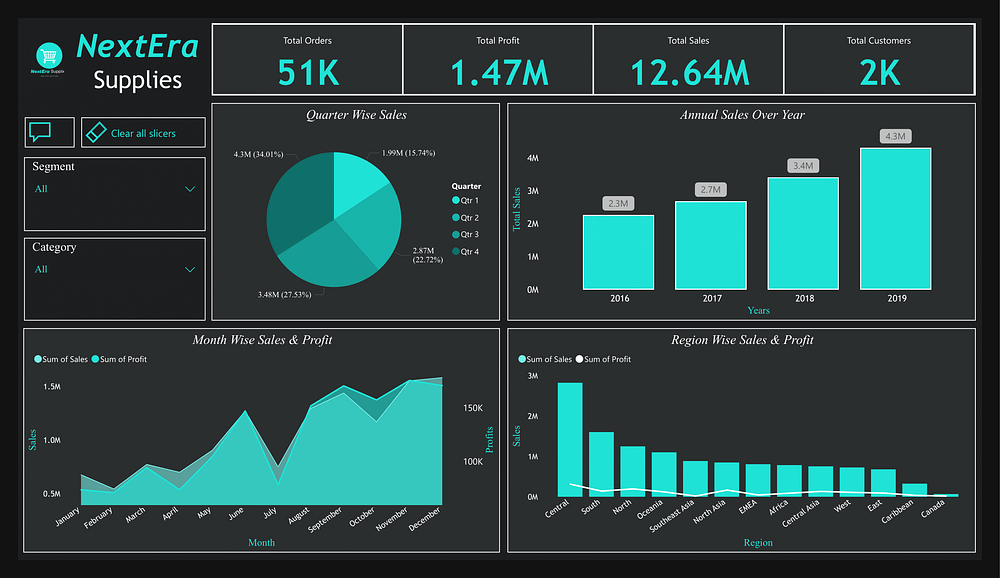 NextEra
Supplies
NextEra Supplix
Total Orders
51K
Total Profit
1.47M
Total Sales
12.64M
Total Customers
2K
Clear all slicers
Segment
All
Category
All
Quarter Wise Sales
4.3M (34.01%)
1.99M (15.74%)
2.87M
(22.72%)
3.48M (27.53%)
Quarter
Qtr 1
Qtr 2
Qtr 3
Qtr 4
Annual Sales Over Year
Total Sales
4M
3M
2M
1M
0M
2.3M
2.7M
3.4M
4.3M
2016 2017 2018 2019
Years
Month Wise Sales & Profit
Sum of Sales Sum of Profit
Sales
1.5M
1.0M
0.5M
150K
100K
Profits
January February March April May June July August September October November December
Month
Region Wise Sales & Profit
Sum of Sales Sum of Profit
Sales
3M
2M
1M
0M
Central South North Oceania Southeast Asia North Asia EMEA Africa Central Asia West East Caribbean Canada
Region